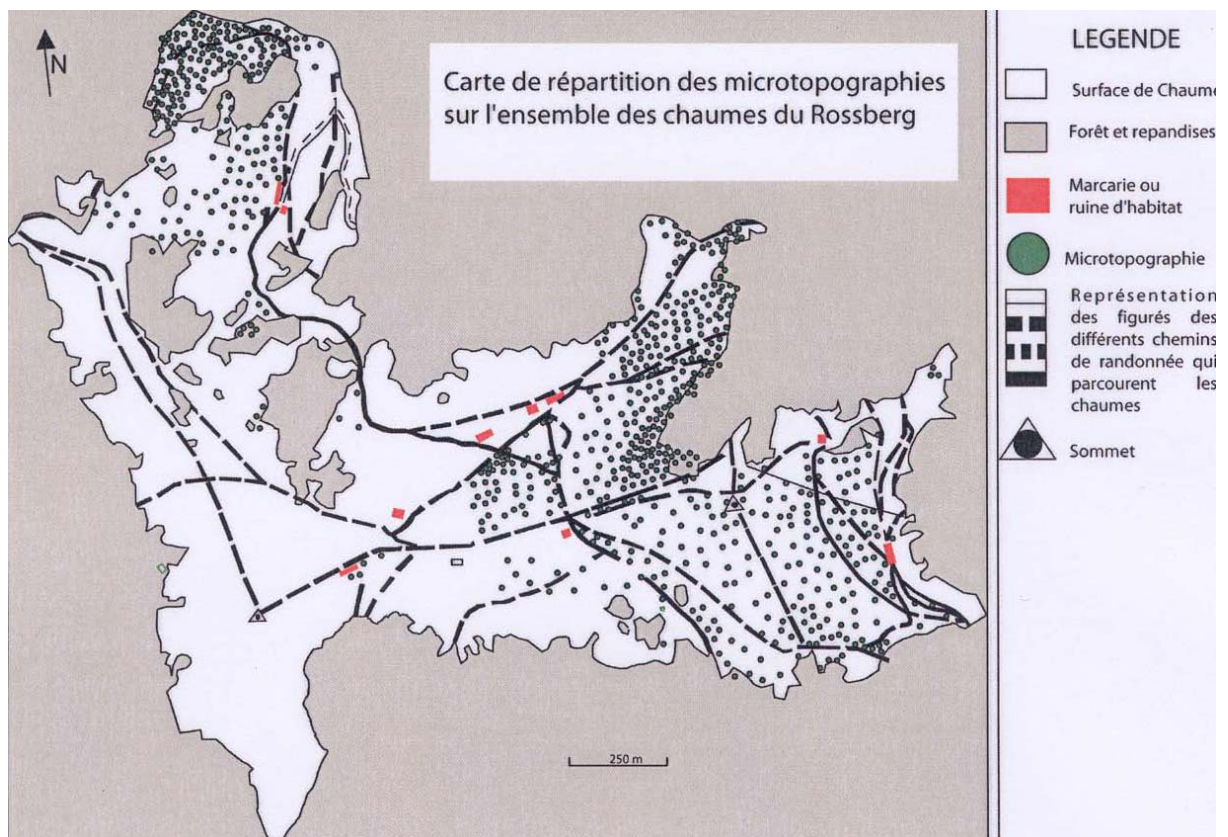 N
Carte de répartition des microtopographies
sur l'ensemble des chaumes du Rossberg
250 m
LEGENDE
Surface de Chaume
Forêt et repandises
Marcarie ou
ruine d'habitat
Microtopographie
Représentation
des figurés des
différents chemins
de randonnée qui
parcourent les
chaumes
Sommet